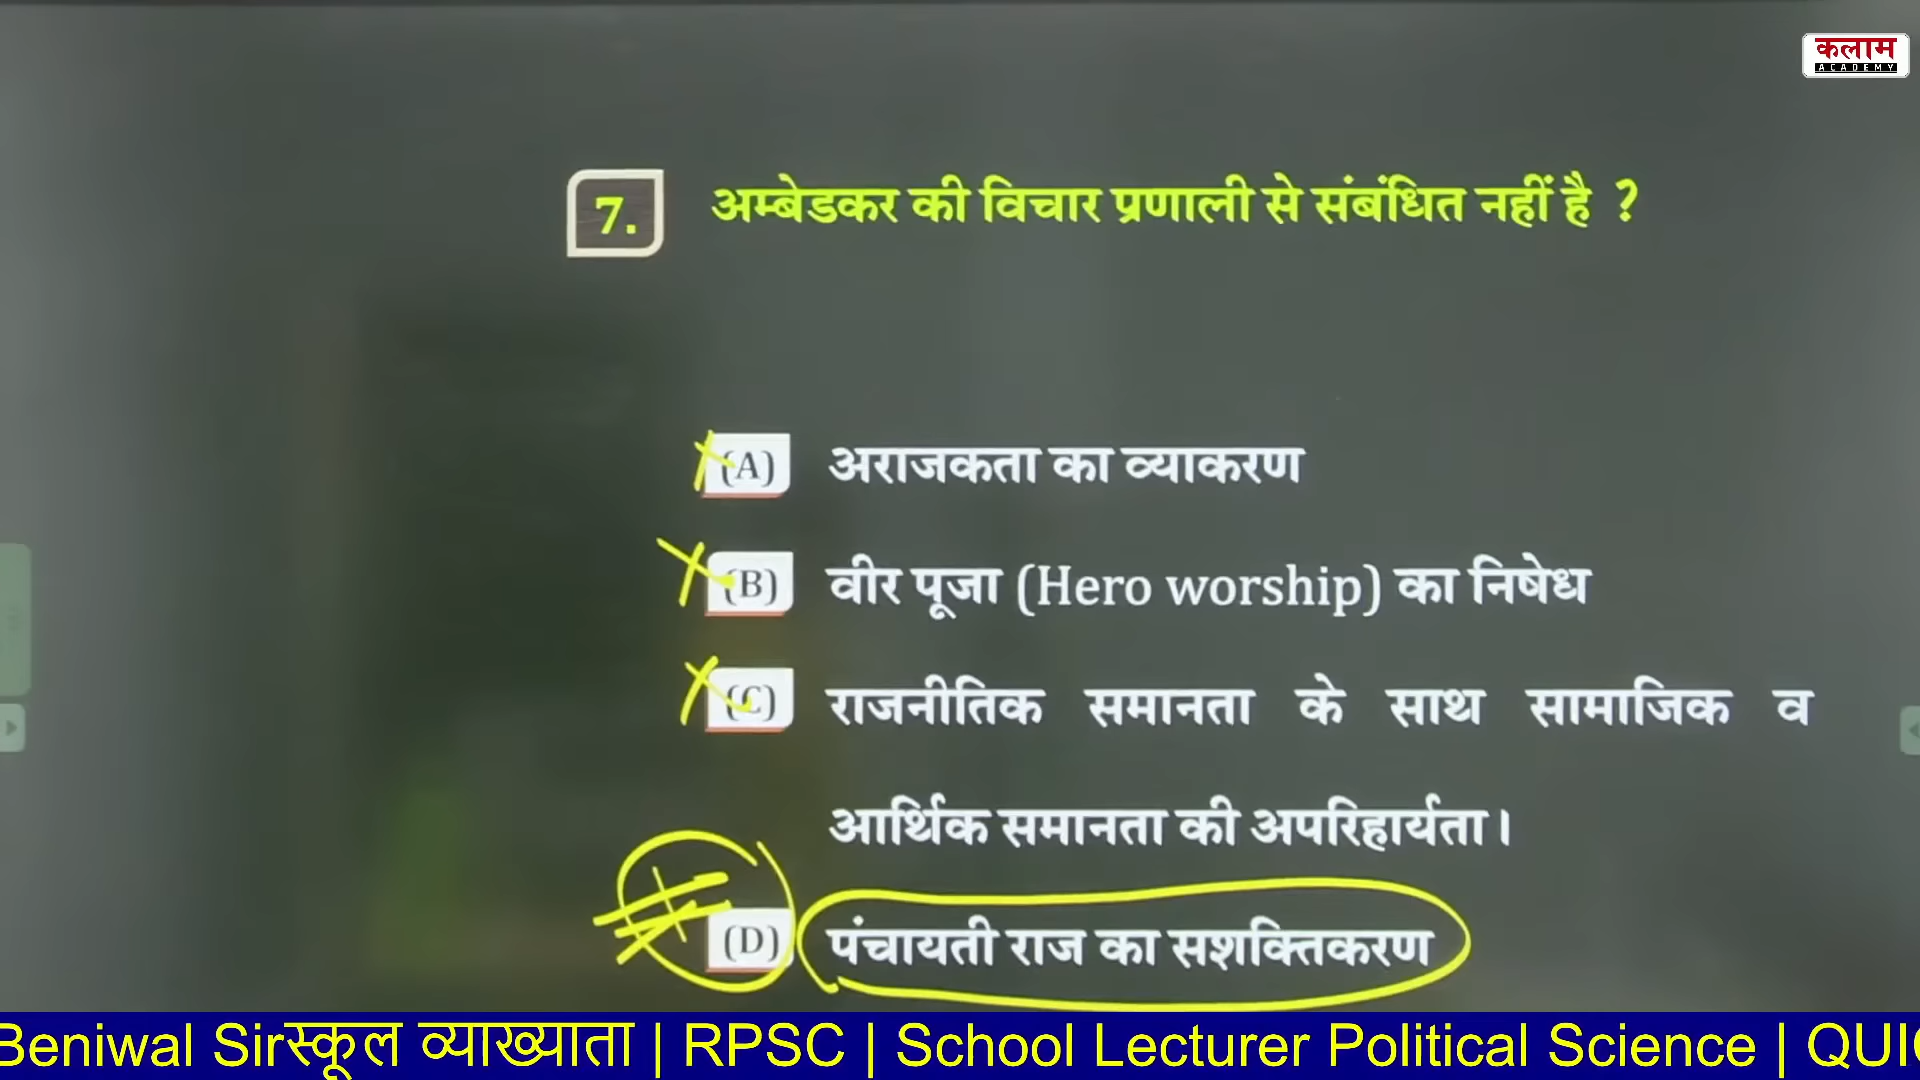 कलाम
ACADEMY
7. अम्बेडकर की विचार प्रणाली से संबंधित नहीं है ?
(A) अराजकता का व्याकरण
(B) वीर पूजा (Hero worship) का निषेध
(C) राजनीतिक समानता के साथ सामाजिक व
आर्थिक समानता की अपरिहार्यता।
(D) पंचायती राज का सशक्तिकरण
Beniwal Sirस्कूल व्याख्याता | RPSC | School Lecturer Political Science | QUI